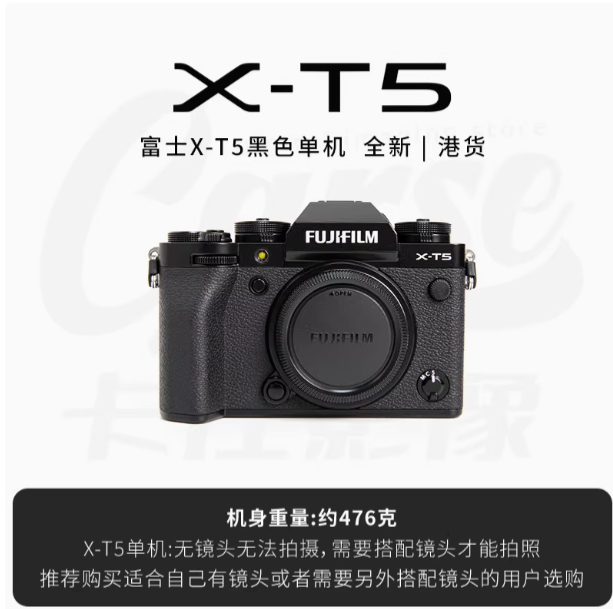 X-T5
富士X-T5黑色单机 全新 | 港货
FUJIFILM
X-T5
OPEN
FUJIFILM
M C S
机身重量:约476克
X-T5单机:无镜头无法拍摄,需要搭配镜头才能拍照
推荐购买适合自己有镜头或者需要另外搭配镜头的用户选购